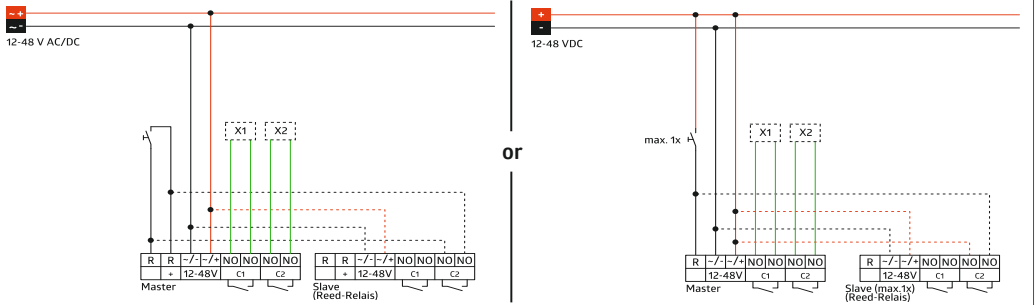 ~ +
~ -
12-48 V AC/DC
X1 X2
R R ~/- ~/+ NO NO NO NO
+ 12-48V C1 C2
Master
R R ~/- ~/+ NO NO NO NO
+ 12-48V C1 C2
Slave
(Reed-Relais)
or
+
-
12-48 VDC
max. 1x
X1 X2
R ~/- ~/+ NO NO NO NO
12-48V C1 C2
Master
R ~/- ~/+ NO NO NO NO
12-48V C1 C2
Slave (max.1x)
(Reed-Relais)